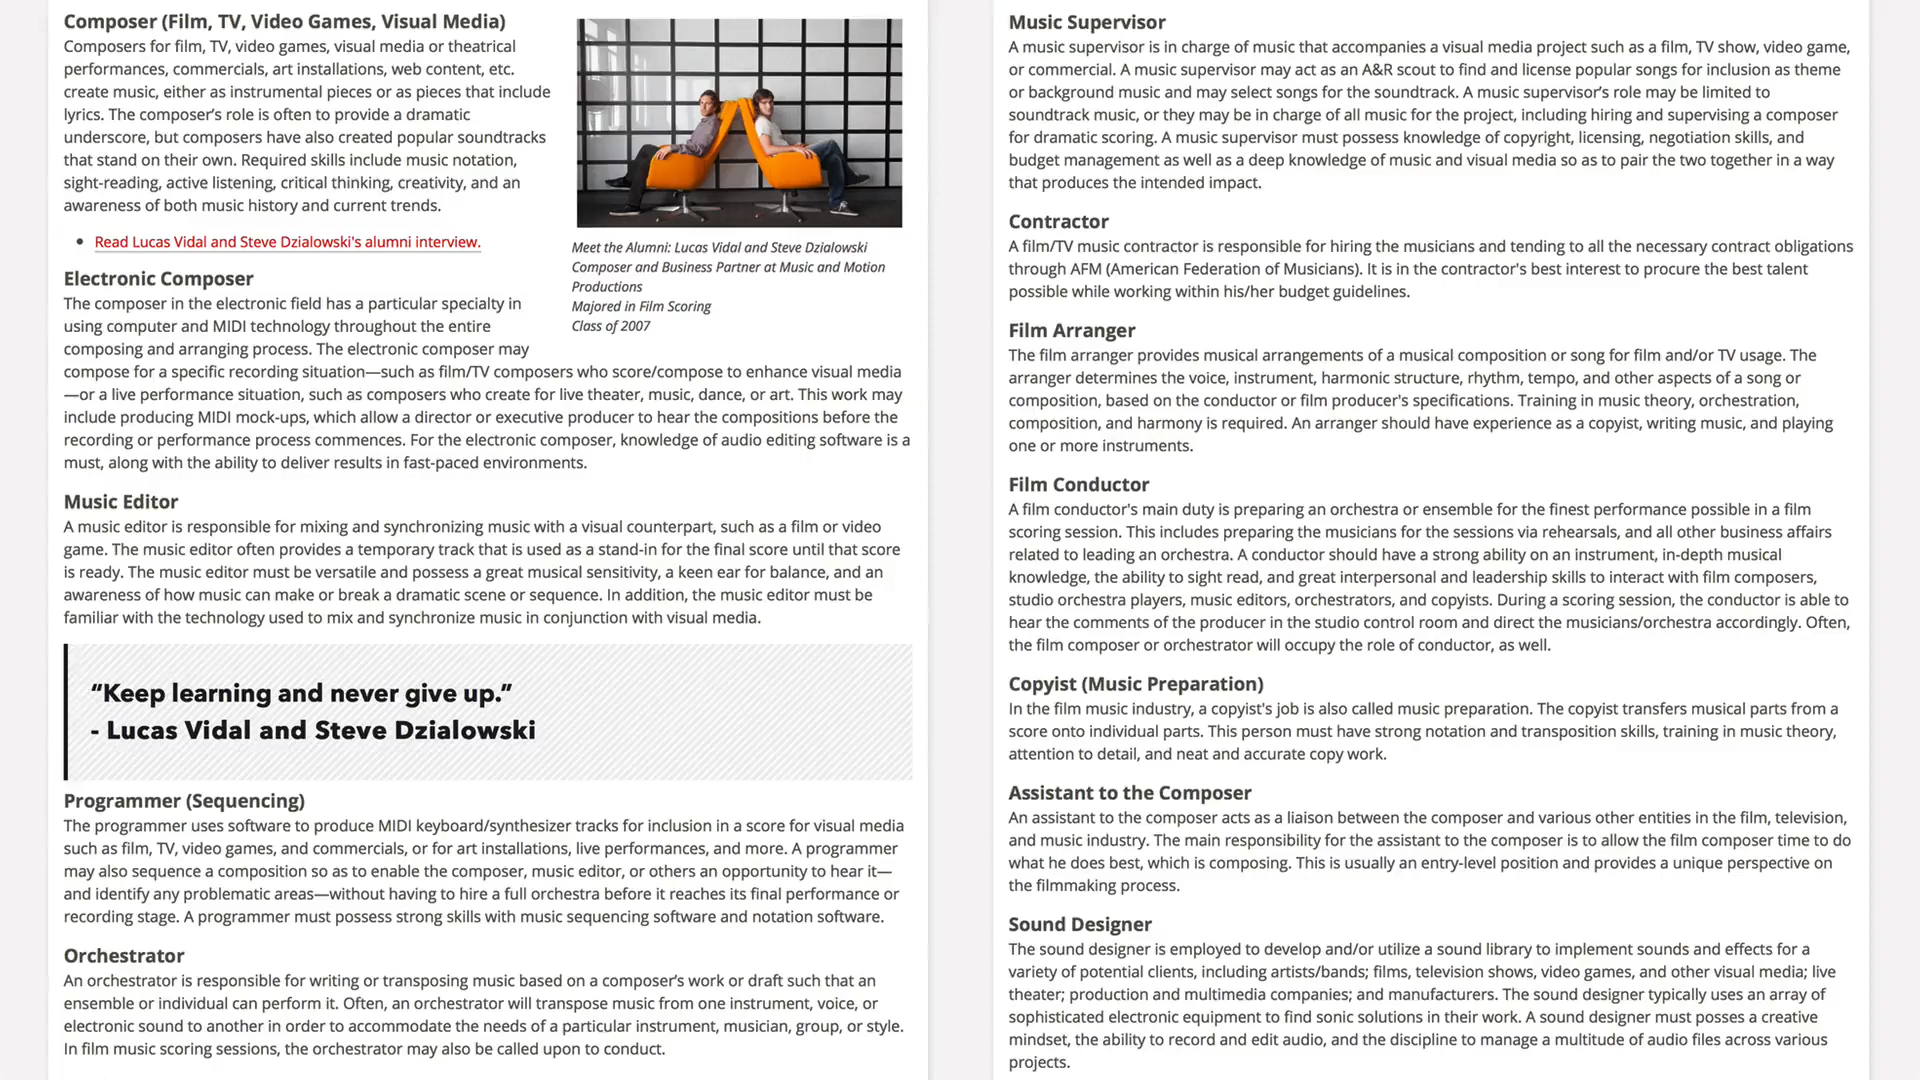 Composer (Film, TV, Video Games, Visual Media)
Composers for film, TV, video games, visual media or theatrical
performances, commercials, art installations, web content, etc.
create music, either as instrumental pieces or as pieces that include
lyrics. The composer’s role is often to provide a dramatic
underscore, but composers have also created popular soundtracks
that stand on their own. Required skills include music notation,
sight-reading, active listening, critical thinking, creativity, and an
awareness of both music history and current trends.
• Read Lucas Vidal and Steve Dzialowski's alumni interview.
Meet the Alumni: Lucas Vidal and Steve Dzialowski
Composer and Business Partner at Music and Motion
Productions
Majored in Film Scoring
Class of 2007
Electronic Composer
The composer in the electronic field has a particular specialty in
using computer and MIDI technology throughout the entire
composing and arranging process. The electronic composer may
compose for a specific recording situation—such as film/TV composers who score/compose to enhance visual media
—or a live performance situation, such as composers who create for live theater, music, dance, or art. This work may
include producing MIDI mock-ups, which allow a director or executive producer to hear the compositions before the
recording or performance process commences. For the electronic composer, knowledge of audio editing software is a
must, along with the ability to deliver results in fast-paced environments.
Music Editor
A music editor is responsible for mixing and synchronizing music with a visual counterpart, such as a film or video
game. The music editor often provides a temporary track that is used as a stand-in for the final score until that score
is ready. The music editor must be versatile and possess a great musical sensitivity, a keen ear for balance, and an
awareness of how music can make or break a dramatic scene or sequence. In addition, the music editor must be
familiar with the technology used to mix and synchronize music in conjunction with visual media.
“Keep learning and never give up.”
- Lucas Vidal and Steve Dzialowski
Programmer (Sequencing)
The programmer uses software to produce MIDI keyboard/synthesizer tracks for inclusion in a score for visual media
such as film, TV, video games, and commercials, or for art installations, live performances, and more. A programmer
may also sequence a composition so as to enable the composer, music editor, or others an opportunity to hear it—
and identify any problematic areas—without having to hire a full orchestra before it reaches its final performance or
recording stage. A programmer must possess strong skills with music sequencing software and notation software.
Orchestrator
An orchestrator is responsible for writing or transposing music based on a composer’s work or draft such that an
ensemble or individual can perform it. Often, an orchestrator will transpose music from one instrument, voice, or
electronic sound to another in order to accommodate the needs of a particular instrument, musician, group, or style.
In film music scoring sessions, the orchestrator may also be called upon to conduct.
Music Supervisor
A music supervisor is in charge of music that accompanies a visual media project such as a film, TV show, video game,
or commercial. A music supervisor may act as an A&R scout to find and license popular songs for inclusion as theme
or background music and may select songs for the soundtrack. A music supervisor’s role may be limited to
soundtrack music, or they may be in charge of all music for the project, including hiring and supervising a composer
for dramatic scoring. A music supervisor must possess knowledge of copyright, licensing, negotiation skills, and
budget management as well as a deep knowledge of music and visual media so as to pair the two together in a way
that produces the intended impact.
Contractor
A film/TV music contractor is responsible for hiring the musicians and tending to all the necessary contract obligations
through AFM (American Federation of Musicians). It is in the contractor's best interest to procure the best talent
possible while working within his/her budget guidelines.
Film Arranger
The film arranger provides musical arrangements of a musical composition or song for film and/or TV usage. The
arranger determines the voice, instrument, harmonic structure, rhythm, tempo, and other aspects of a song or
composition, based on the conductor or film producer's specifications. Training in music theory, orchestration,
composition, and harmony is required. An arranger should have experience as a copyist, writing music, and playing
one or more instruments.
Film Conductor
A film conductor's main duty is preparing an orchestra or ensemble for the finest performance possible in a film
scoring session. This includes preparing the musicians for the sessions via rehearsals, and all other business affairs
related to leading an orchestra. A conductor should have a strong ability on an instrument, in-depth musical
knowledge, the ability to sight read, and great interpersonal and leadership skills to interact with film composers,
studio orchestra players, music editors, orchestrators, and copyists. During a scoring session, the conductor is able to
hear the comments of the producer in the studio control room and direct the musicians/orchestra accordingly. Often,
the film composer or orchestrator will occupy the role of conductor, as well.
Copyist (Music Preparation)
In the film music industry, a copyist's job is also called music preparation. The copyist transfers musical parts from a
score onto individual parts. This person must have strong notation and transposition skills, training in music theory,
attention to detail, and neat and accurate copy work.
Assistant to the Composer
An assistant to the composer acts as a liaison between the composer and various other entities in the film, television,
and music industry. The main responsibility for the assistant to the composer is to allow the film composer time to do
what he does best, which is composing. This is usually an entry-level position and provides a unique perspective on
the filmmaking process.
Sound Designer
The sound designer is employed to develop and/or utilize a sound library to implement sounds and effects for a
variety of potential clients, including artists/bands; films, television shows, video games, and other visual media; live
theater; production and multimedia companies; and manufacturers. The sound designer typically uses an array of
sophisticated electronic equipment to find sonic solutions in their work. A sound designer must posses a creative
mindset, the ability to record and edit audio, and the discipline to manage a multitude of audio files across various
projects.